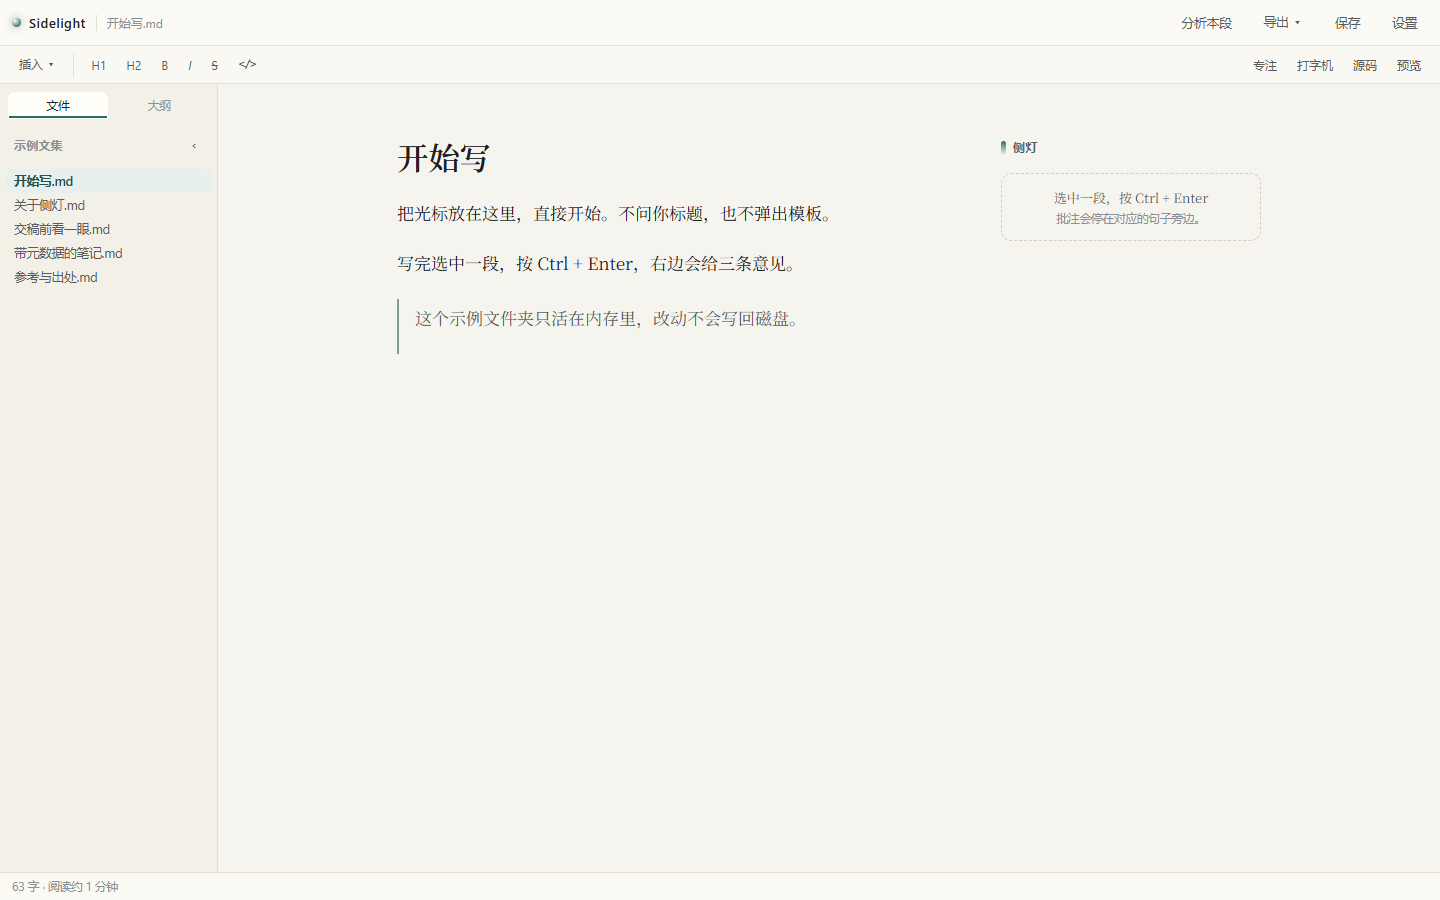 Sidelight 开始写.md 分析本段 导出 保存 设置
插入 H1 H2 B I S </> 专注 打字机 源码 预览
文件 大纲
示例文集
开始写.md
关于侧灯.md
交稿前看一眼.md
带元数据的笔记.md
参考与出处.md
开始写
把光标放在这里，直接开始。不问你标题，也不弹出模板。
写完选中一段，按 Ctrl + Enter，右边会给三条意见。
这个示例文件夹只活在内存里，改动不会写回磁盘。
侧灯
选中一段，按 Ctrl + Enter
批注会停在对应的句子旁边。
63 字 · 阅读约 1 分钟